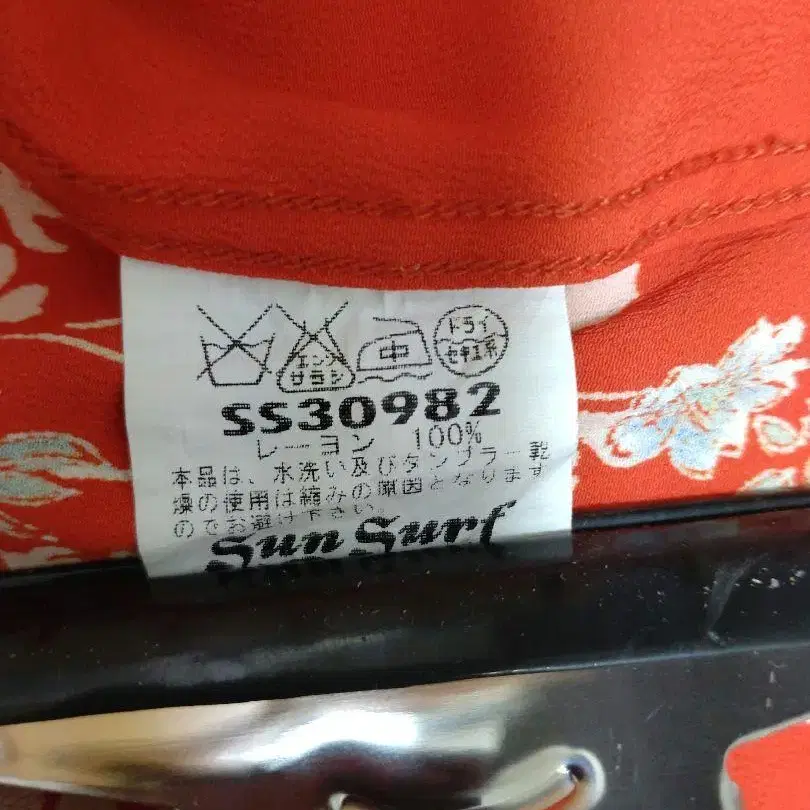 エンソ
サラシ
中
ドライ
セキユ系
SS30982
レーヨン 100%
本品は、水洗い及びタンブラー乾
燥の使用は縮みの原因となります
のでお避け下さい。
Sun Surf